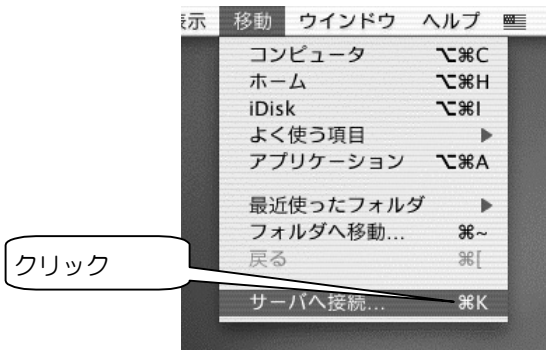 表示 移動 ウインドウ ヘルプ
コンピュータ ⌥⌘C
ホーム ⌥⌘H
iDisk ⌥⌘I
よく使う項目
アプリケーション ⌥⌘A
最近使ったフォルダ
フォルダへ移動... ⌘~
戻る ⌘[
クリック
サーバへ接続... ⌘K